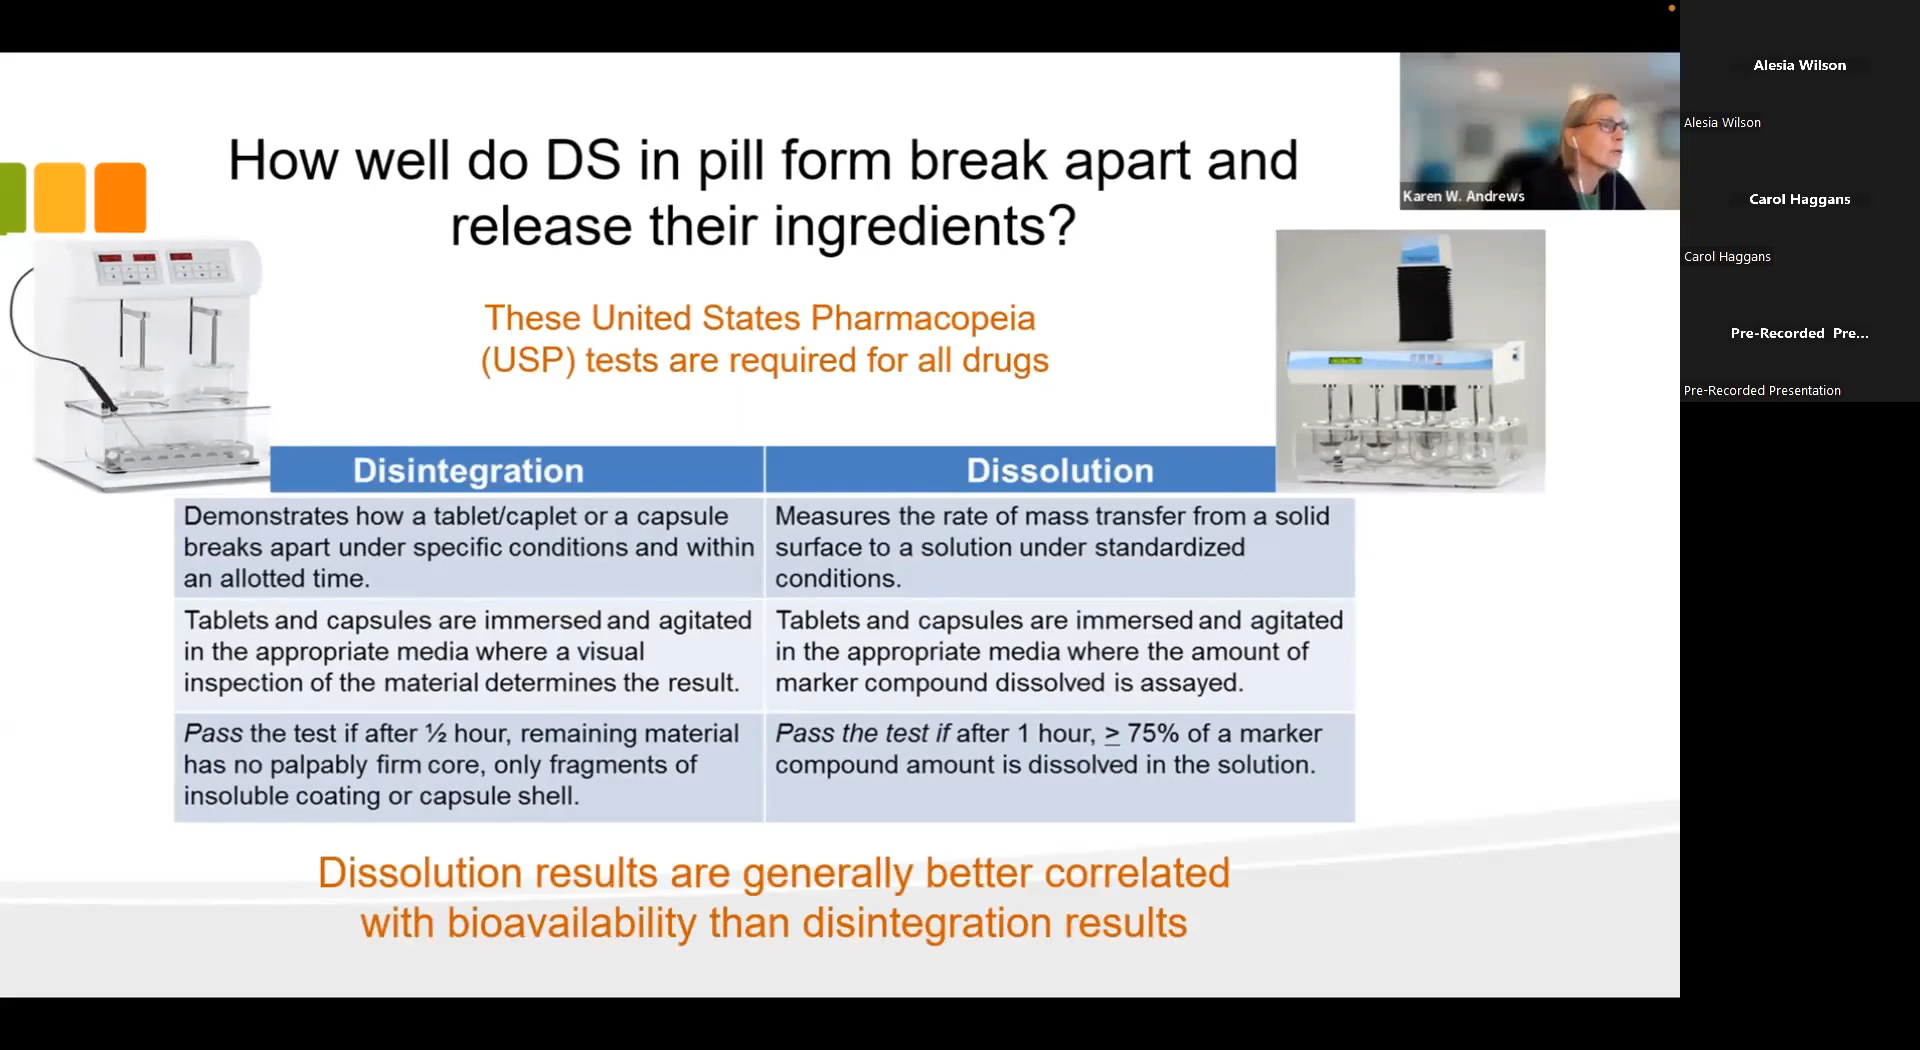 How well do DS in pill form break apart and
release their ingredients?
These United States Pharmacopeia
(USP) tests are required for all drugs
Disintegration
Dissolution
Demonstrates how a tablet/caplet or a capsule
breaks apart under specific conditions and within
an allotted time.
Measures the rate of mass transfer from a solid
surface to a solution under standardized
conditions.
Tablets and capsules are immersed and agitated
in the appropriate media where a visual
inspection of the material determines the result.
Tablets and capsules are immersed and agitated
in the appropriate media where the amount of
marker compound dissolved is assayed.
Pass the test if after ½ hour, remaining material
has no palpably firm core, only fragments of
insoluble coating or capsule shell.
Pass the test if after 1 hour, ≥ 75% of a marker
compound amount is dissolved in the solution.
Dissolution results are generally better correlated
with bioavailability than disintegration results
Karen W. Andrews
Alesia Wilson
Alesia Wilson
Carol Haggans
Carol Haggans
Pre-Recorded Pre...
Pre-Recorded Presentation